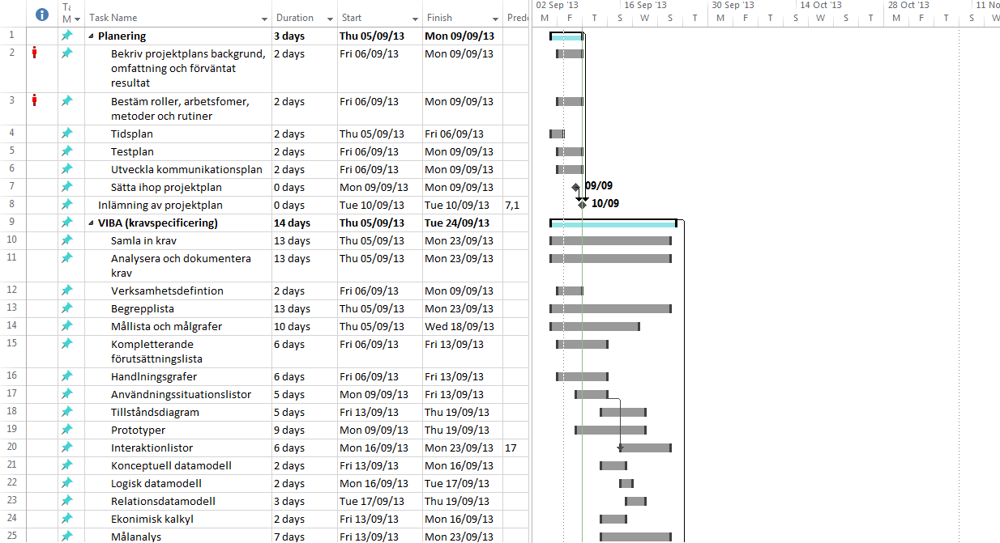 Ta
M Task Name Duration Start Finish Prede
02 Sep '13 16 Sep '13 30 Sep '13 14 Oct '13 28 Oct '13 11 No
M F T S W S T M F T S W S T M F T S W
1 Planering 3 days Thu 05/09/13 Mon 09/09/13
2 Bekriv projektplans backgrund, 2 days Fri 06/09/13 Mon 09/09/13
omfattning och förväntat
resultat
3 Bestäm roller, arbetsfomer, 2 days Fri 06/09/13 Mon 09/09/13
metoder och rutiner
4 Tidsplan 2 days Thu 05/09/13 Fri 06/09/13
5 Testplan 2 days Fri 06/09/13 Mon 09/09/13
6 Utveckla kommunikationsplan 2 days Fri 06/09/13 Mon 09/09/13
7 Sätta ihop projektplan 0 days Mon 09/09/13 Mon 09/09/13 09/09
8 Inlämning av projektplan 0 days Tue 10/09/13 Tue 10/09/13 7,1 10/09
9 VIBA (kravspecificering) 14 days Thu 05/09/13 Tue 24/09/13
10 Samla in krav 13 days Thu 05/09/13 Mon 23/09/13
11 Analysera och dokumentera 13 days Thu 05/09/13 Mon 23/09/13
krav
12 Verksamhetsdefintion 2 days Fri 06/09/13 Mon 09/09/13
13 Begrepplista 13 days Thu 05/09/13 Mon 23/09/13
14 Mållista och målgrafer 10 days Thu 05/09/13 Wed 18/09/13
15 Kompletterande 6 days Fri 06/09/13 Fri 13/09/13
förutsättningslista
16 Handlningsgrafer 6 days Fri 06/09/13 Fri 13/09/13
17 Användningssituationslistor 5 days Mon 09/09/13 Fri 13/09/13
18 Tillståndsdiagram 5 days Fri 13/09/13 Thu 19/09/13
19 Prototyper 9 days Mon 09/09/13 Thu 19/09/13
20 Interaktionlistor 6 days Mon 16/09/13 Mon 23/09/13 17
21 Konceptuell datamodell 2 days Fri 13/09/13 Mon 16/09/13
22 Logisk datamodell 2 days Mon 16/09/13 Tue 17/09/13
23 Relationsdatamodell 3 days Tue 17/09/13 Thu 19/09/13
24 Ekonimisk kalkyl 2 days Fri 13/09/13 Mon 16/09/13
25 Målanalys 7 days Fri 13/09/13 Mon 23/09/13